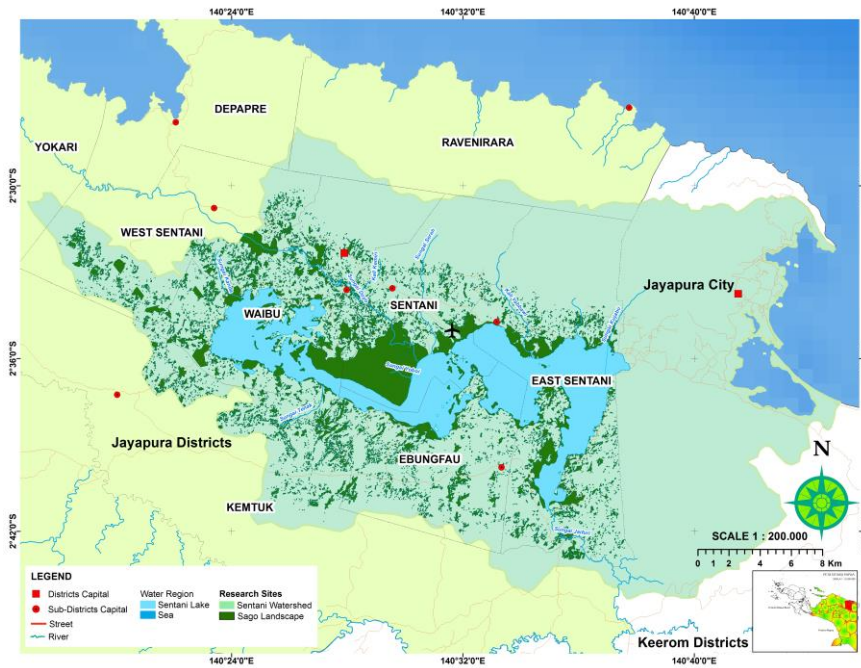 140°24'0"E
140°32'0"E
140°40'0"E
DEPAPRE
YOKARI
RAVENIRARA
2°30'0"S
WEST SENTANI
Jayapura City
SENTANI
WAIBU
2°36'0"S
EAST SENTANI
Jayapura Districts
EBUNGFAU
N
KEMTUK
2°42'0"S
SCALE 1 : 200.000
0 2 4 6 8 Km
LEGEND
Districts Capital
Sub-Districts Capital
Street
River
Water Region
Sentani Lake
Sea
Research Sites
Sentani Watershed
Sago Landscape
Keerom Districts
140°24'0"E
140°32'0"E
140°40'0"E